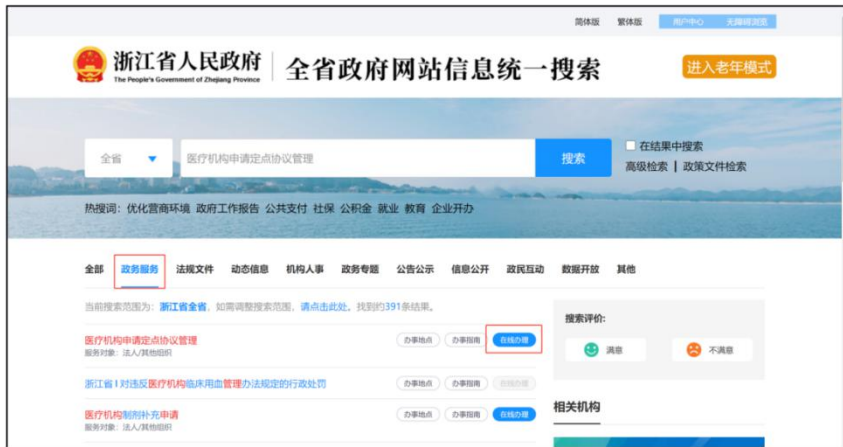 简体版 繁体版 用户中心 无障碍浏览
浙江省人民政府 全省政府网站信息统一搜索 进入老年模式
The People's Government of Zhejiang Province
全省 医疗机构申请定点协议管理 搜索 在结果中搜索
高级检索 | 政策文件检索
热搜词: 优化营商环境 政府工作报告 公共支付 社保 公积金 就业 教育 企业开办
全部 政务服务 法规文件 动态信息 机构人事 政务专题 公告公示 信息公开 政民互动 数据开放 其他
当前搜索范围为: 浙江省全省, 如需调整搜索范围, 请点击此处。找到约391条结果。
医疗机构申请定点协议管理 办事地点 办事指南 在线办理
服务对象: 法人/其他组织
浙江省1对违反医疗机构临床用血管理办法规定的行政处罚 办事地点 办事指南 在线办理
医疗机构制剂补充申请 办事地点 办事指南 在线办理
服务对象: 法人/其他组织
搜索评价:
满意 不满意
相关机构